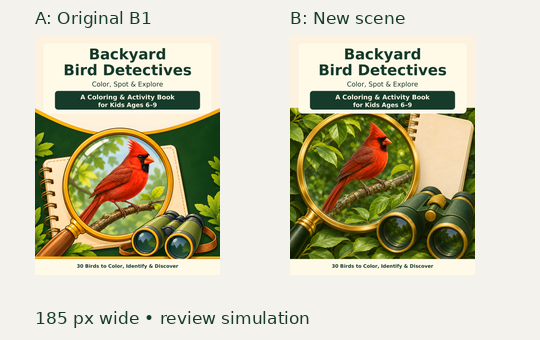 A: Original B1
Backyard
Bird Detectives
Color, Spot & Explore
A Coloring & Activity Book
for Kids Ages 6–9
30 Birds to Color, Identify & Discover
B: New scene
Backyard
Bird Detectives
Color, Spot & Explore
A Coloring & Activity Book
for Kids Ages 6–9
30 Birds to Color, Identify & Discover
185 px wide • review simulation